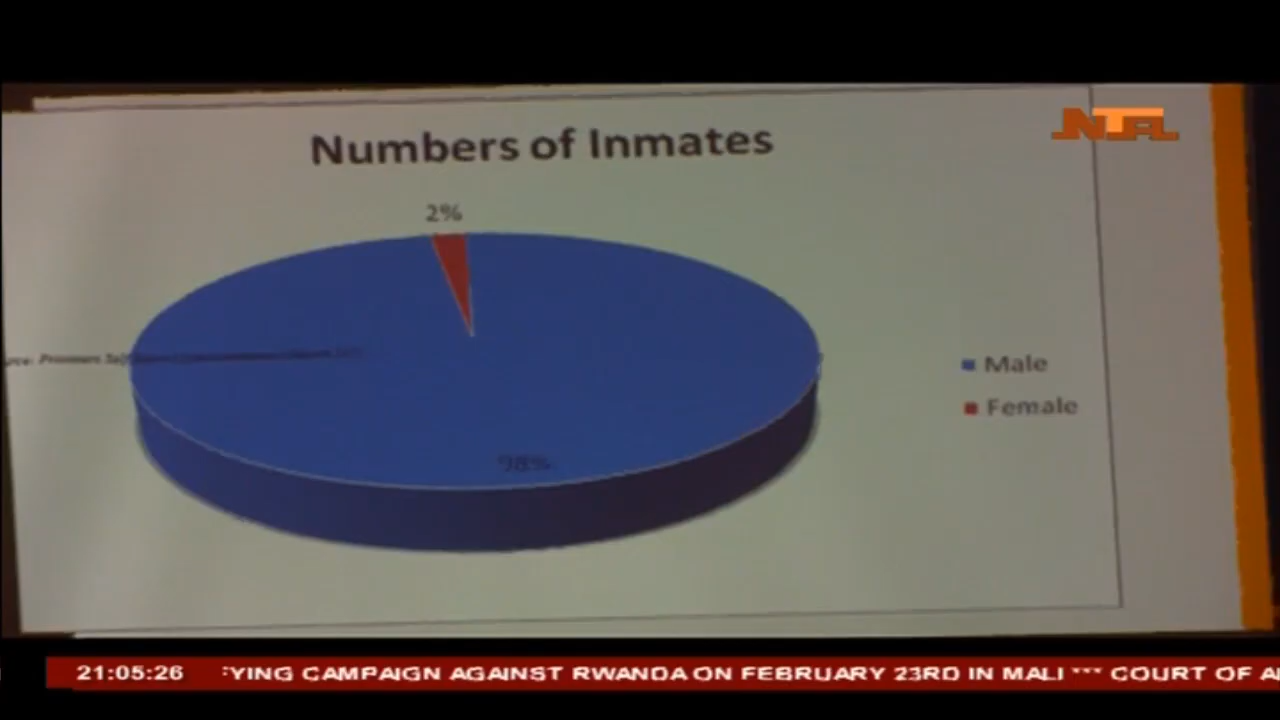 NTA
Numbers of Inmates
2%
Male
Female
98%
21:05:26 YING CAMPAIGN AGAINST RWANDA ON FEBRUARY 23RD IN MALI *** COURT OF A